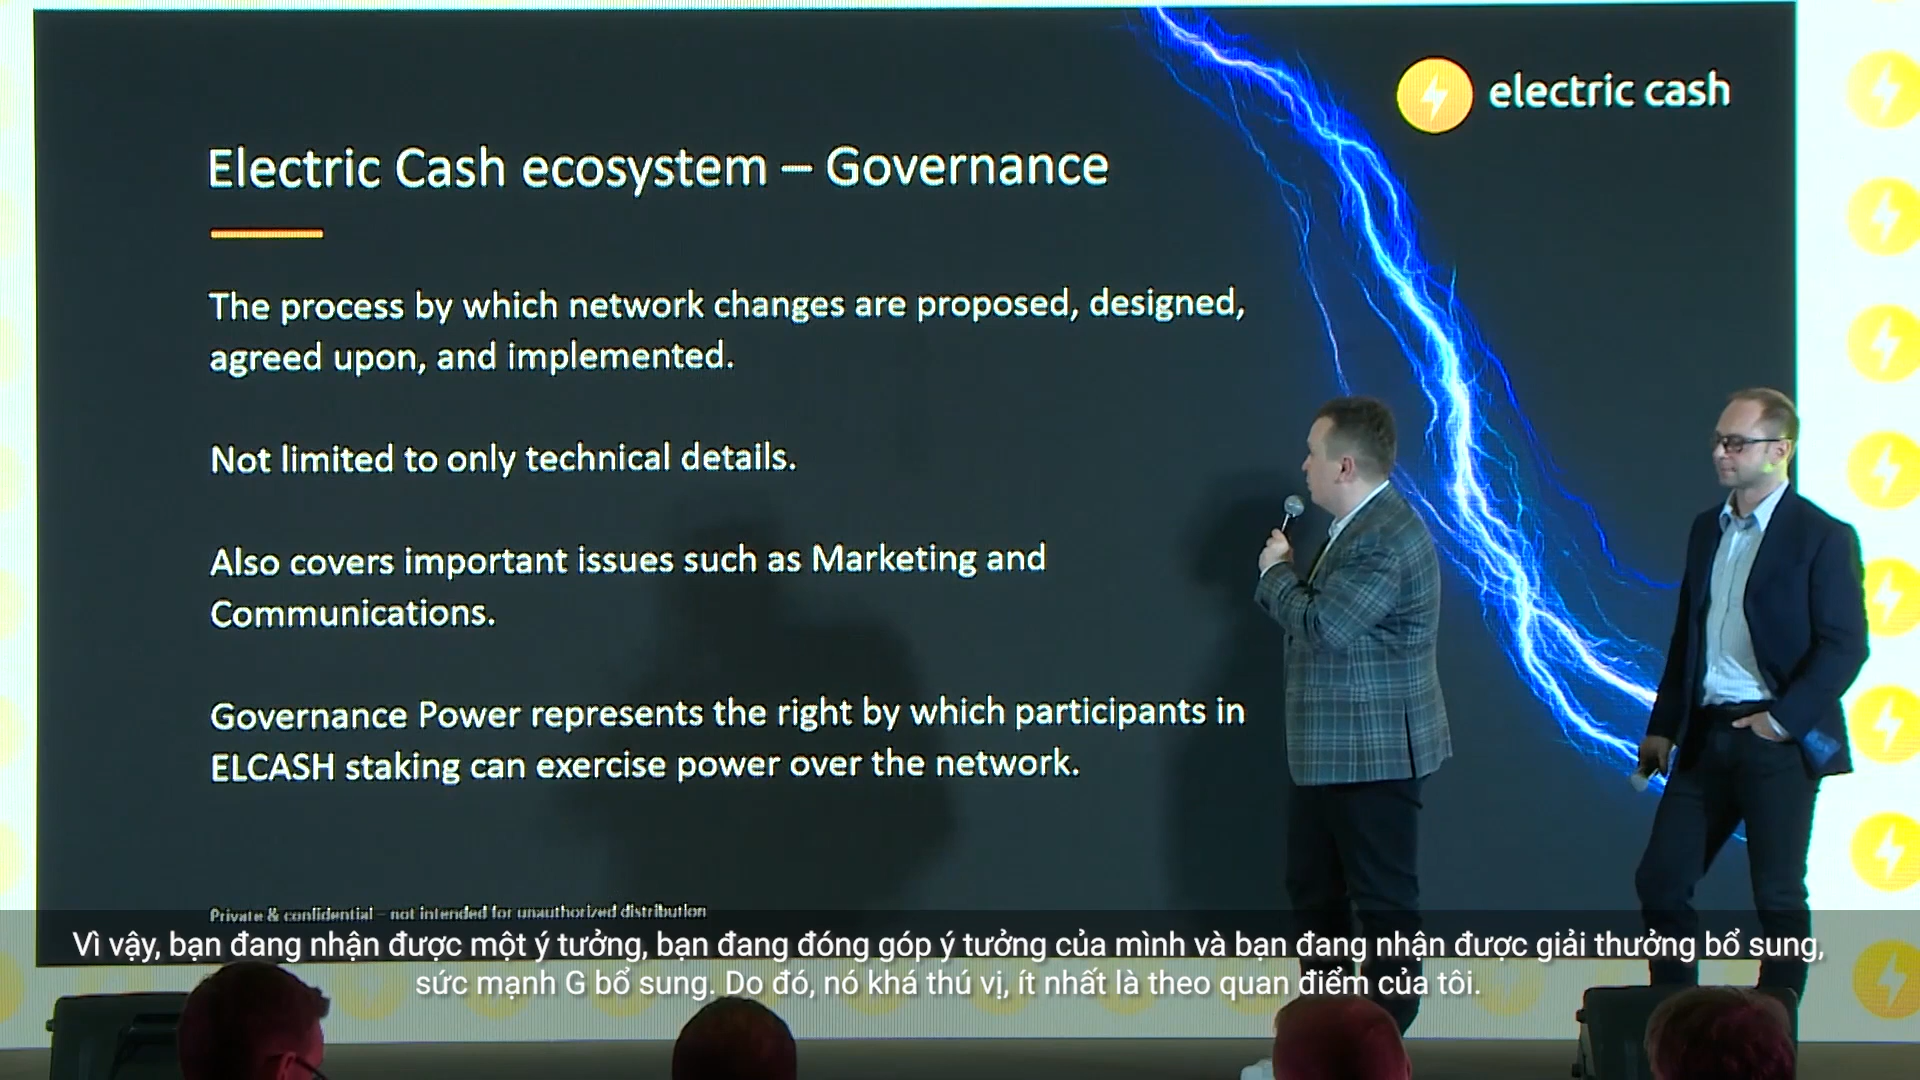 electric cash
Electric Cash ecosystem – Governance
The process by which network changes are proposed, designed,
agreed upon, and implemented.
Not limited to only technical details.
Also covers important issues such as Marketing and
Communications.
Governance Power represents the right by which participants in
ELCASH staking can exercise power over the network.
Private & confidential – not intended for unauthorized distribution
Vì vậy, bạn đang nhận được một ý tưởng, bạn đang đóng góp ý tưởng của mình và bạn đang nhận được giải thưởng bổ sung,
sức mạnh G bổ sung. Do đó, nó khá thú vị, ít nhất là theo quan điểm của tôi.